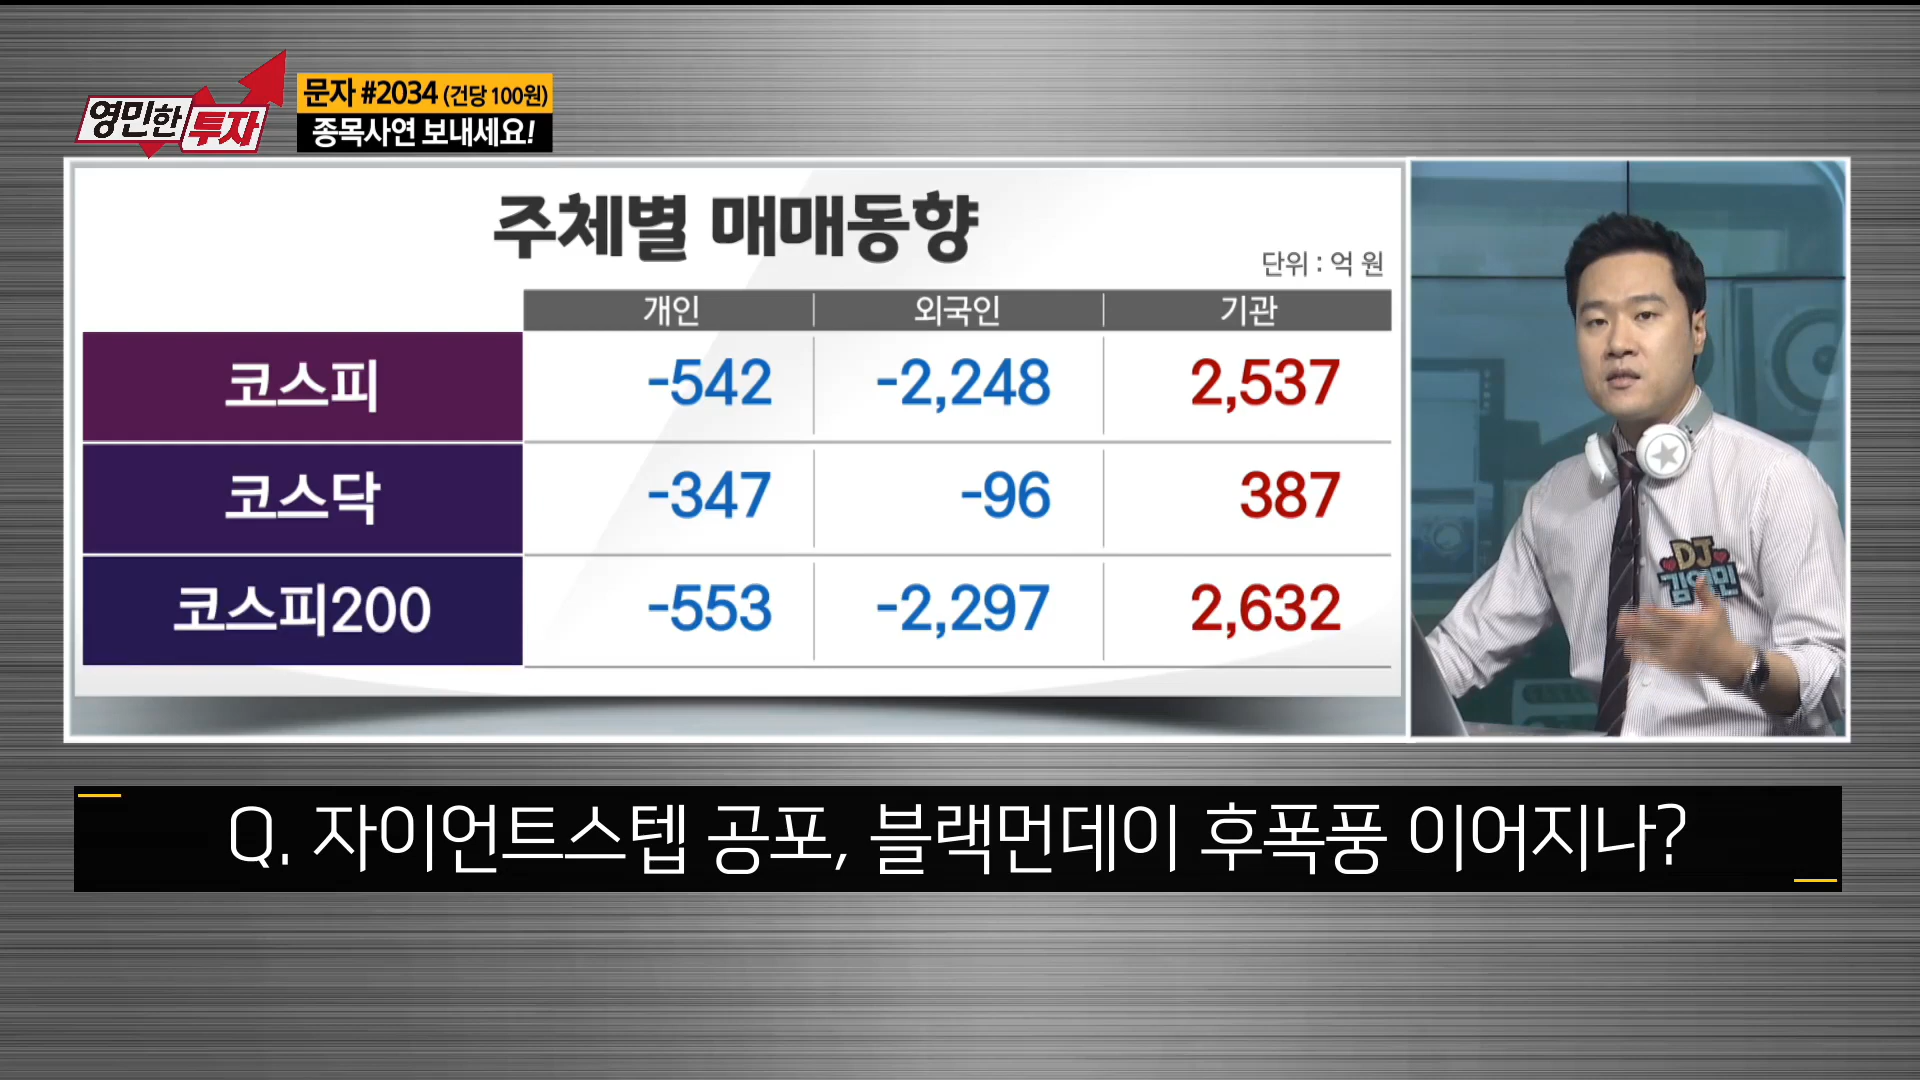 영민한 투자
문자 #2034 (건당 100원)
종목사연 보내세요!
주체별 매매동향
단위 : 억 원
개인 외국인 기관
코스피 -542 -2,248 2,537
코스닥 -347 -96 387
코스피200 -553 -2,297 2,632
DJ
Q. 자이언트스텝 공포, 블랙먼데이 후폭풍 이어지나?